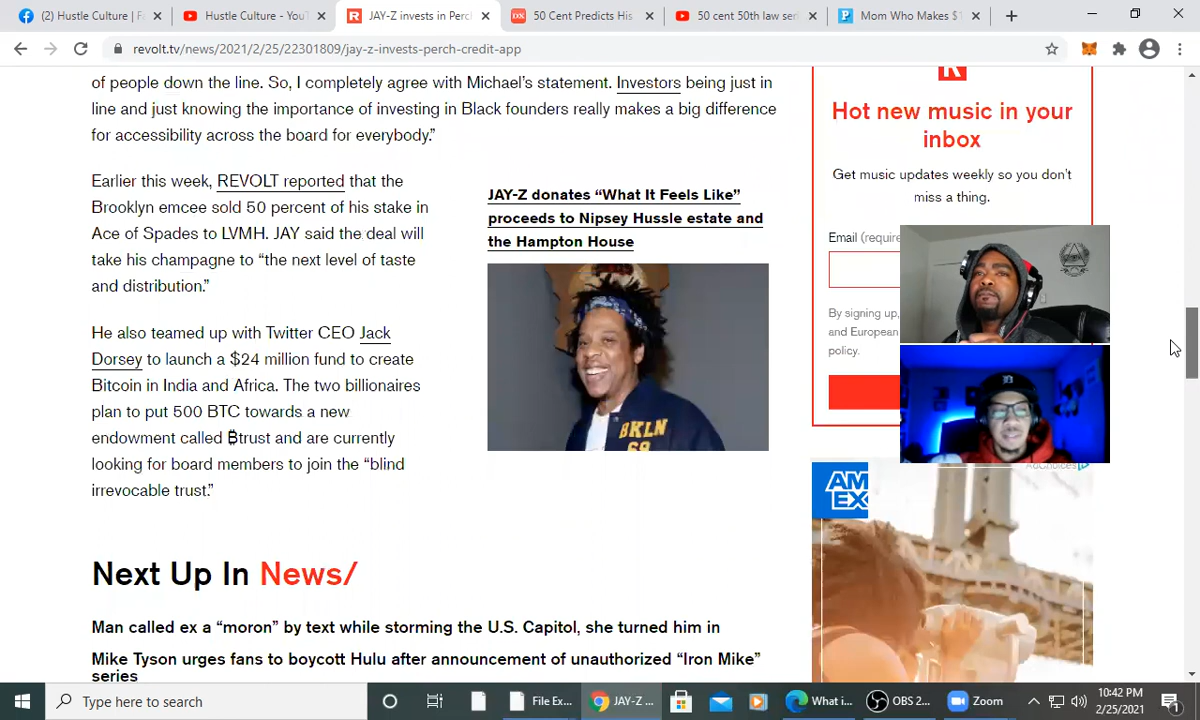 (2) Hustle Culture | Fa
Hustle Culture - YouT
JAY-Z invests in Perch
50 Cent Predicts His
50 cent 50th law seri
Mom Who Makes $1
revolt.tv/news/2021/2/25/22301809/jay-z-invests-perch-credit-app
of people down the line. So, I completely agree with Michael's statement. Investors being just in
line and just knowing the importance of investing in Black founders really makes a big difference
for accessibility across the board for everybody."
Earlier this week, REVOLT reported that the
Brooklyn emcee sold 50 percent of his stake in
Ace of Spades to LVMH. JAY said the deal will
take his champagne to "the next level of taste
and distribution."
He also teamed up with Twitter CEO Jack
Dorsey to launch a $24 million fund to create
Bitcoin in India and Africa. The two billionaires
plan to put 500 BTC towards a new
endowment called ₿trust and are currently
looking for board members to join the "blind
irrevocable trust."
JAY-Z donates "What It Feels Like"
proceeds to Nipsey Hussle estate and
the Hampton House
BKLN
Hot new music in your
inbox
Get music updates weekly so you don't
miss a thing.
Email (require
By signing up,
and European
policy.
D
AdChoices
AM
EX
Next Up In News/
Man called ex a "moron" by text while storming the U.S. Capitol, she turned him in
Mike Tyson urges fans to boycott Hulu after announcement of unauthorized "Iron Mike"
series
Type here to search
File Ex...
JAY-Z ...
What i...
OBS 2...
Zoom
10:42 PM
2/25/2021
1